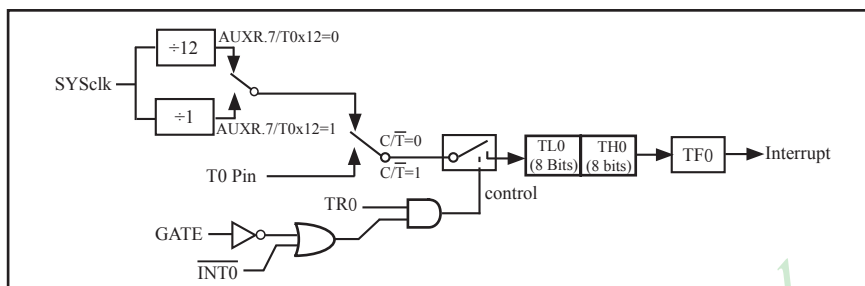 ÷12
AUXR.7/T0x12=0
SYSclk
÷1
AUXR.7/T0x12=1
C/T̅=0
C/T̅=1
T0 Pin
TL0
(8 Bits)
TH0
(8 bits)
TF0
Interrupt
control
TR0
GATE
I̅N̅T̅0̅